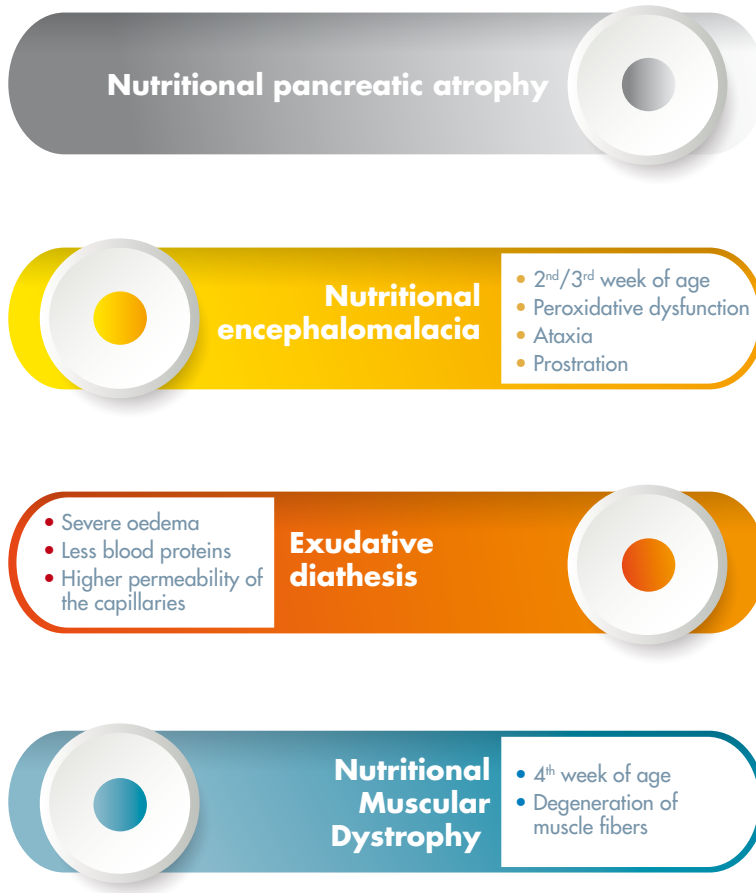 Nutritional pancreatic atrophy
Nutritional
encephalomalacia
• 2nd/3rd week of age
• Peroxidative dysfunction
• Ataxia
• Prostration
• Severe oedema
• Less blood proteins
• Higher permeability of
the capillaries
Exudative
diathesis
Nutritional
Muscular
Dystrophy
• 4th week of age
• Degeneration of
muscle fibers